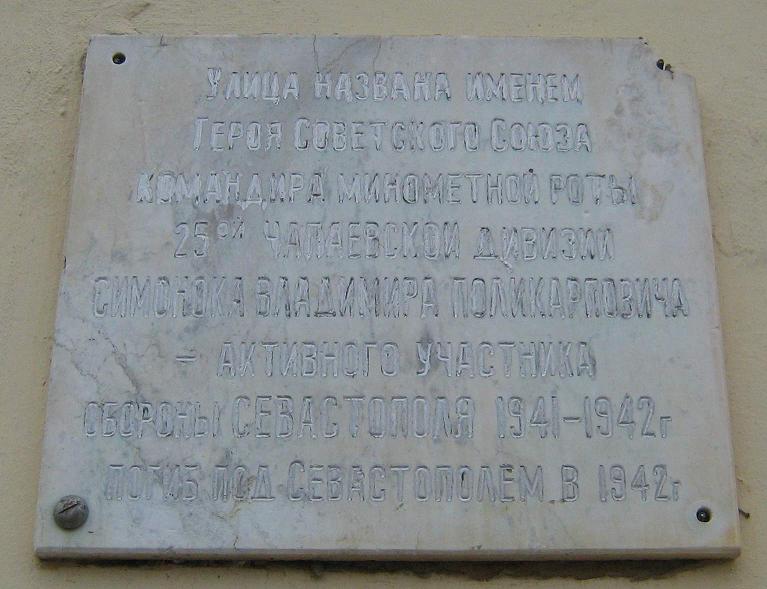 Улица названа именем
Героя Советского Союза
командира минометной роты
25ой Чапаевской дивизии
Симонока Владимира Поликарповича
– активного участника
обороны Севастополя 1941–1942г
погиб под Севастополем в 1942г.